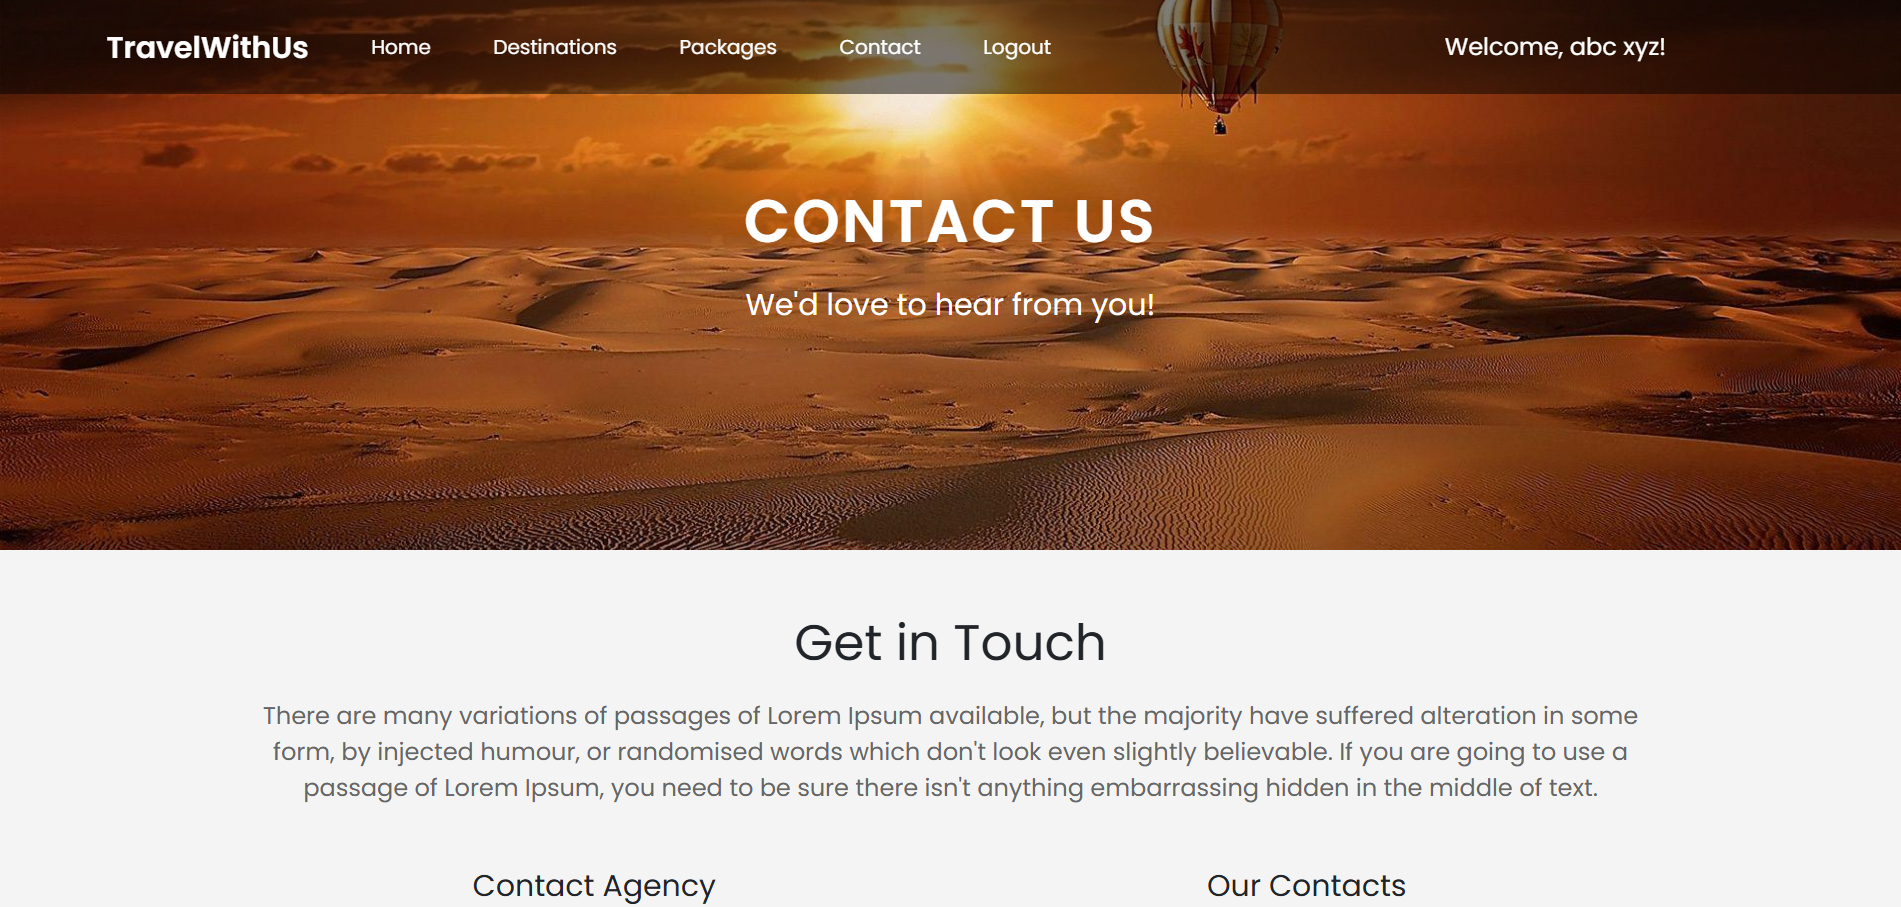 TravelWithUs Home Destinations Packages Contact Logout Welcome, abc xyz!
CONTACT US
We'd love to hear from you!
Get in Touch
There are many variations of passages of Lorem Ipsum available, but the majority have suffered alteration in some
form, by injected humour, or randomised words which don't look even slightly believable. If you are going to use a
passage of Lorem Ipsum, you need to be sure there isn't anything embarrassing hidden in the middle of text.
Contact Agency Our Contacts